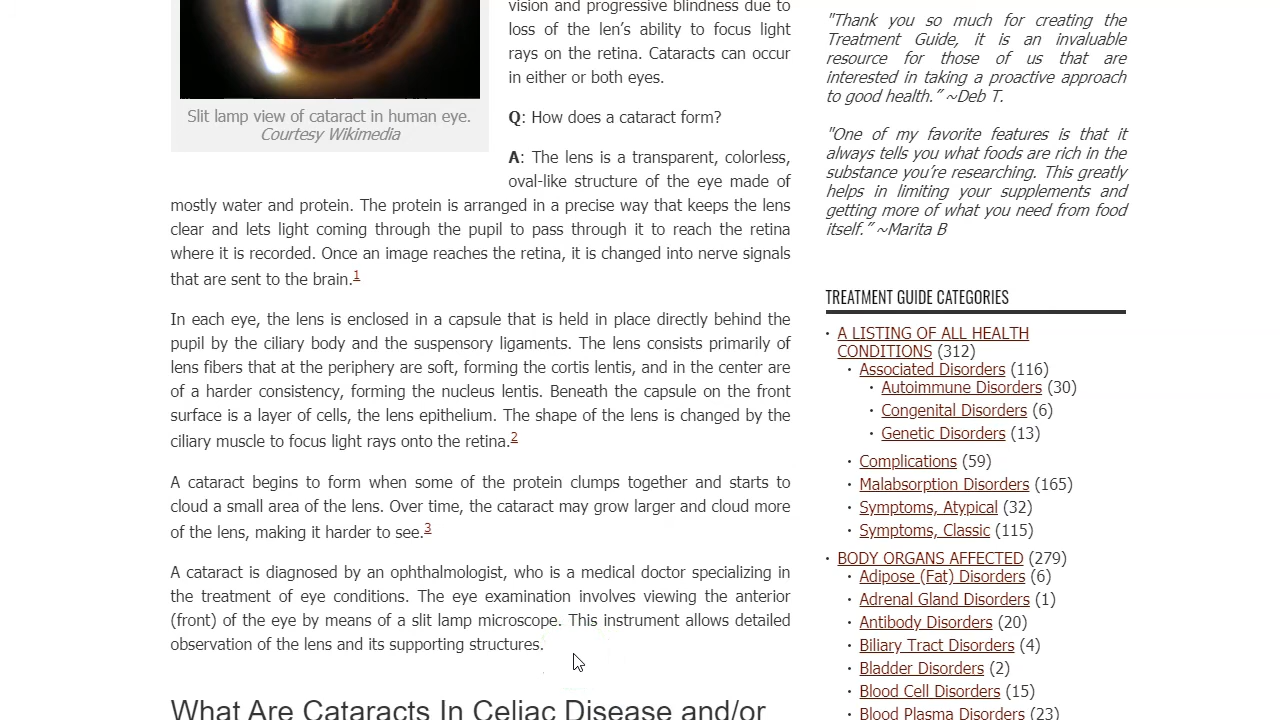 vision and progressive blindness due to
loss of the len's ability to focus light
rays on the retina. Cataracts can occur
in either or both eyes.
Slit lamp view of cataract in human eye.
Courtesy Wikimedia
Q: How does a cataract form?
A: The lens is a transparent, colorless,
oval-like structure of the eye made of
mostly water and protein. The protein is arranged in a precise way that keeps the lens
clear and lets light coming through the pupil to pass through it to reach the retina
where it is recorded. Once an image reaches the retina, it is changed into nerve signals
that are sent to the brain.1
In each eye, the lens is enclosed in a capsule that is held in place directly behind the
pupil by the ciliary body and the suspensory ligaments. The lens consists primarily of
lens fibers that at the periphery are soft, forming the cortis lentis, and in the center are
of a harder consistency, forming the nucleus lentis. Beneath the capsule on the front
surface is a layer of cells, the lens epithelium. The shape of the lens is changed by the
ciliary muscle to focus light rays onto the retina.2
A cataract begins to form when some of the protein clumps together and starts to
cloud a small area of the lens. Over time, the cataract may grow larger and cloud more
of the lens, making it harder to see.3
A cataract is diagnosed by an ophthalmologist, who is a medical doctor specializing in
the treatment of eye conditions. The eye examination involves viewing the anterior
(front) of the eye by means of a slit lamp microscope. This instrument allows detailed
observation of the lens and its supporting structures.
What Are Cataracts In Celiac Disease and/or
"Thank you so much for creating the
Treatment Guide, it is an invaluable
resource for those of us that are
interested in taking a proactive approach
to good health." ~Deb T.
"One of my favorite features is that it
always tells you what foods are rich in the
substance you're researching. This greatly
helps in limiting your supplements and
getting more of what you need from food
itself." ~Marita B
TREATMENT GUIDE CATEGORIES
• A LISTING OF ALL HEALTH
CONDITIONS (312)
• Associated Disorders (116)
• Autoimmune Disorders (30)
• Congenital Disorders (6)
• Genetic Disorders (13)
• Complications (59)
• Malabsorption Disorders (165)
• Symptoms, Atypical (32)
• Symptoms, Classic (115)
• BODY ORGANS AFFECTED (279)
• Adipose (Fat) Disorders (6)
• Adrenal Gland Disorders (1)
• Antibody Disorders (20)
• Biliary Tract Disorders (4)
• Bladder Disorders (2)
• Blood Cell Disorders (15)
• Blood Plasma Disorders (23)